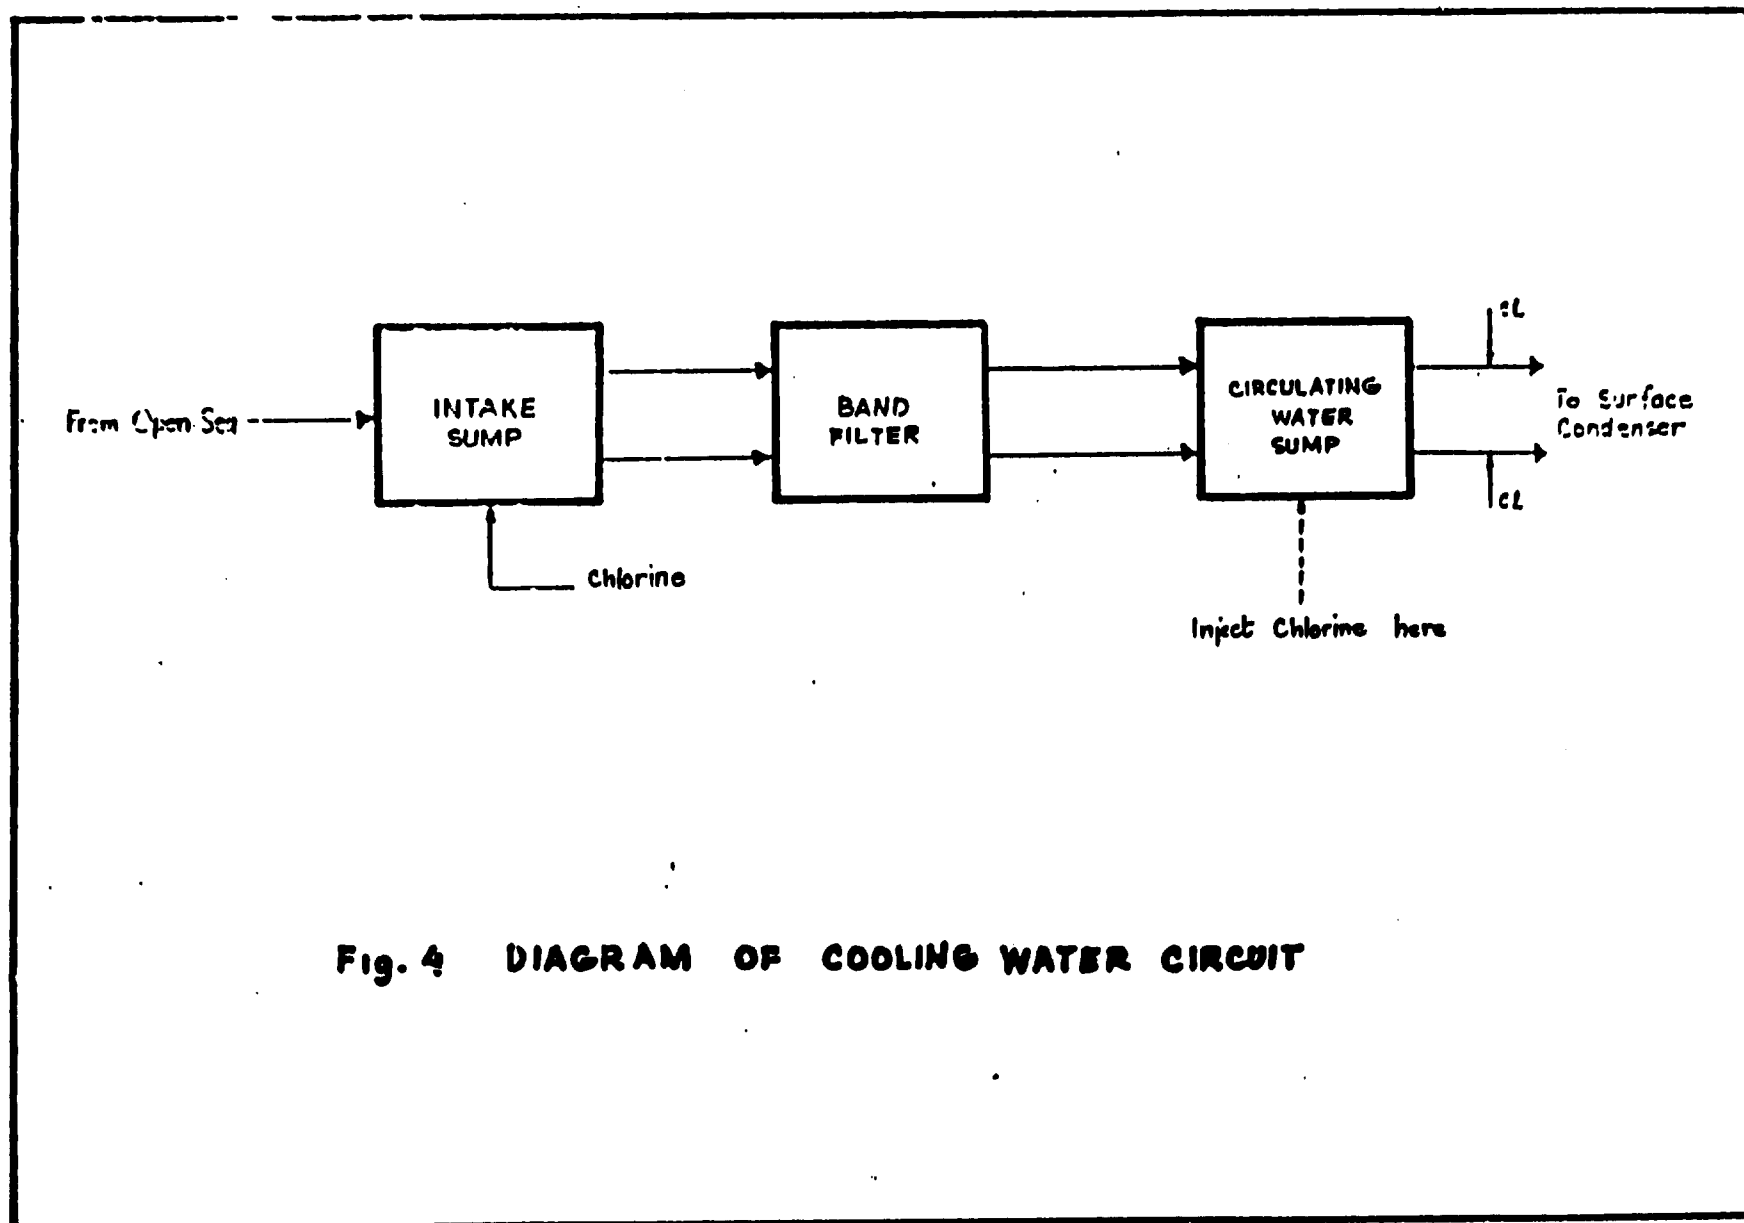 From Open Sea
INTAKE
SUMP
BAND
FILTER
CIRCULATING
WATER
SUMP
CL
To Surface
Condenser
CL
Chlorine
Inject Chlorine here
Fig. 4 DIAGRAM OF COOLING WATER CIRCUIT